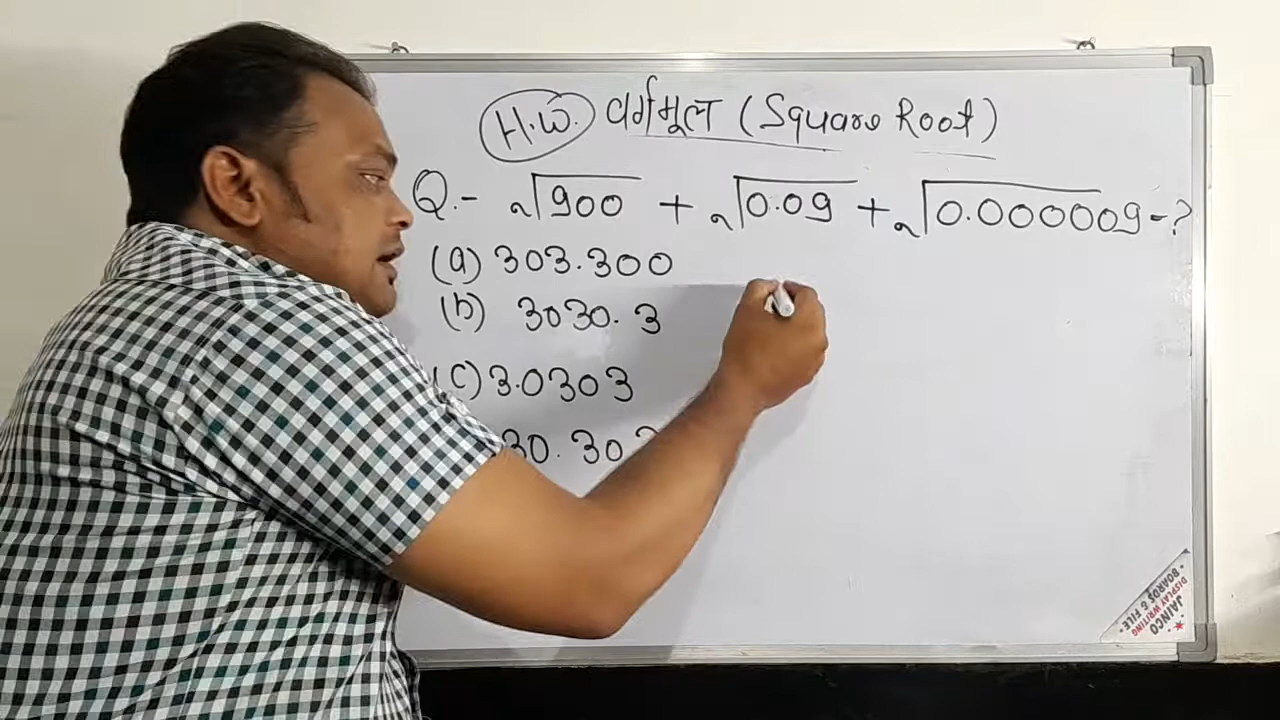 H.W. वर्गमूल (Square Root)
Q.- √900 + √0.09 + √0.000009 - ?
(a) 303.300
(b) 3030.3
(c) 3.0303
30.30
JAINCO
DISPLAY WRITING
BOARDS & FILE